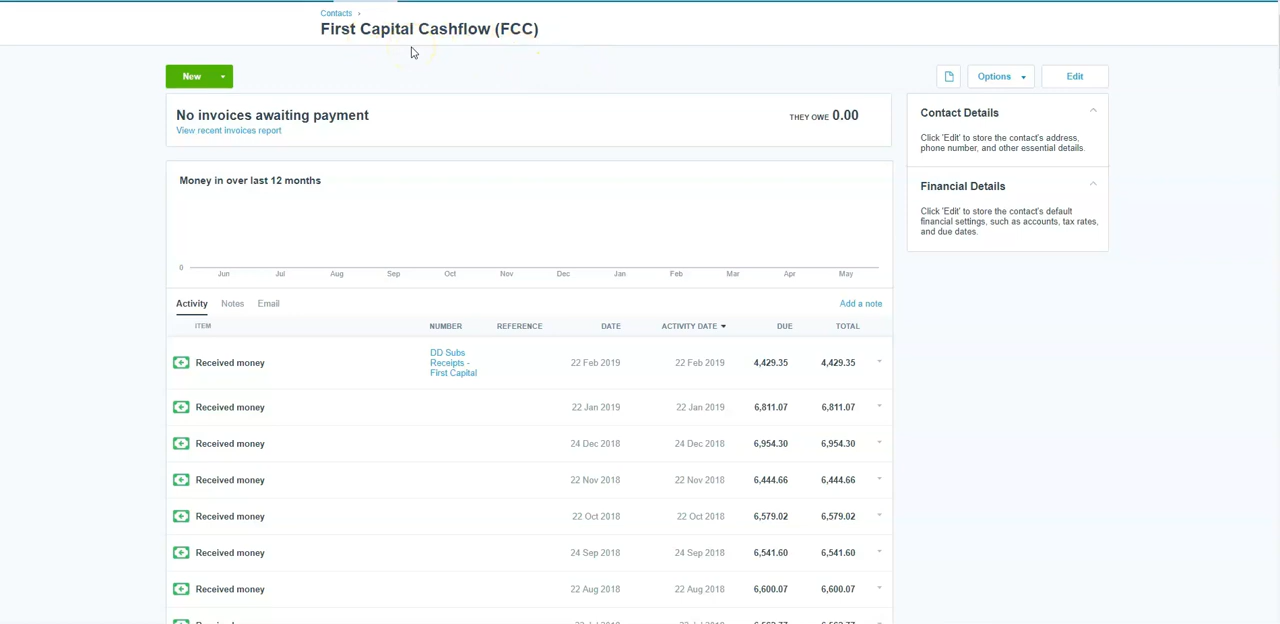 Contacts ›
First Capital Cashflow (FCC)
New
Options
Edit
No invoices awaiting payment
THEY OWE 0.00
View recent invoices report
Contact Details
Click 'Edit' to store the contact's address,
phone number, and other essential details.
Financial Details
Click 'Edit' to store the contact's default
financial settings, such as accounts, tax rates,
and due dates.
Money in over last 12 months
0
Jun Jul Aug Sep Oct Nov Dec Jan Feb Mar Apr May
Activity Notes Email Add a note
ITEM NUMBER REFERENCE DATE ACTIVITY DATE DUE TOTAL
DD Subs
Receipts -
First Capital
Received money 22 Feb 2019 22 Feb 2019 4,429.35 4,429.35
Received money 22 Jan 2019 22 Jan 2019 6,811.07 6,811.07
Received money 24 Dec 2018 24 Dec 2018 6,954.30 6,954.30
Received money 22 Nov 2018 22 Nov 2018 6,444.66 6,444.66
Received money 22 Oct 2018 22 Oct 2018 6,579.02 6,579.02
Received money 24 Sep 2018 24 Sep 2018 6,541.60 6,541.60
Received money 22 Aug 2018 22 Aug 2018 6,600.07 6,600.07